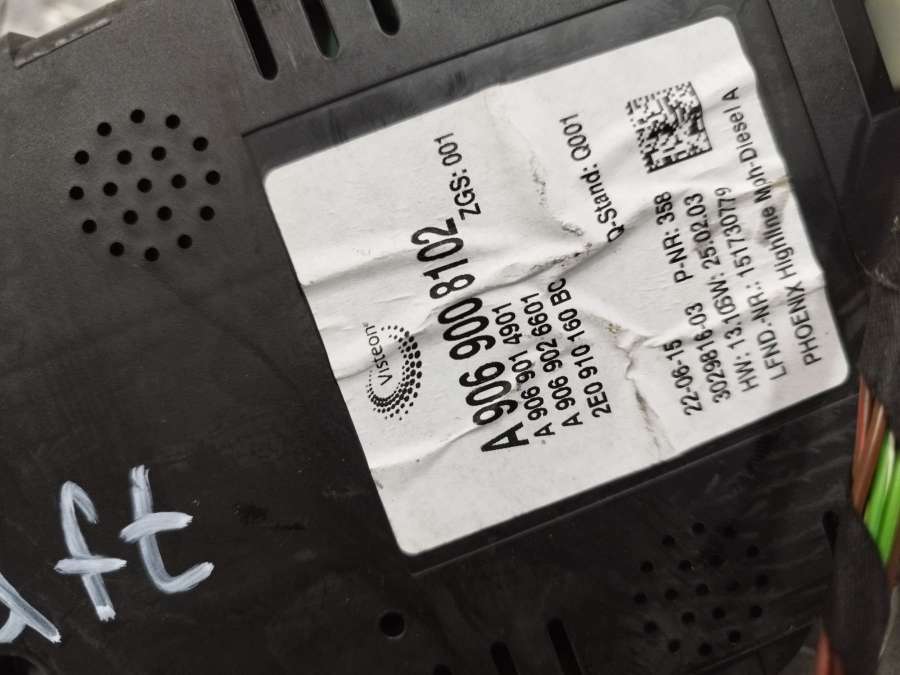 Visteon
A 906 900 8102 ZGS: 001
A 906 901 4901
A 906 902 6601
2E0 910 160 BC Q-Stand: Q001
22-06-15 P-NR: 358
3029816-03
HW: 13.10 SW: 25.02.03
LFND.-NR.: 151730779
PHOENIX Highline Mph-Diesel A
ft